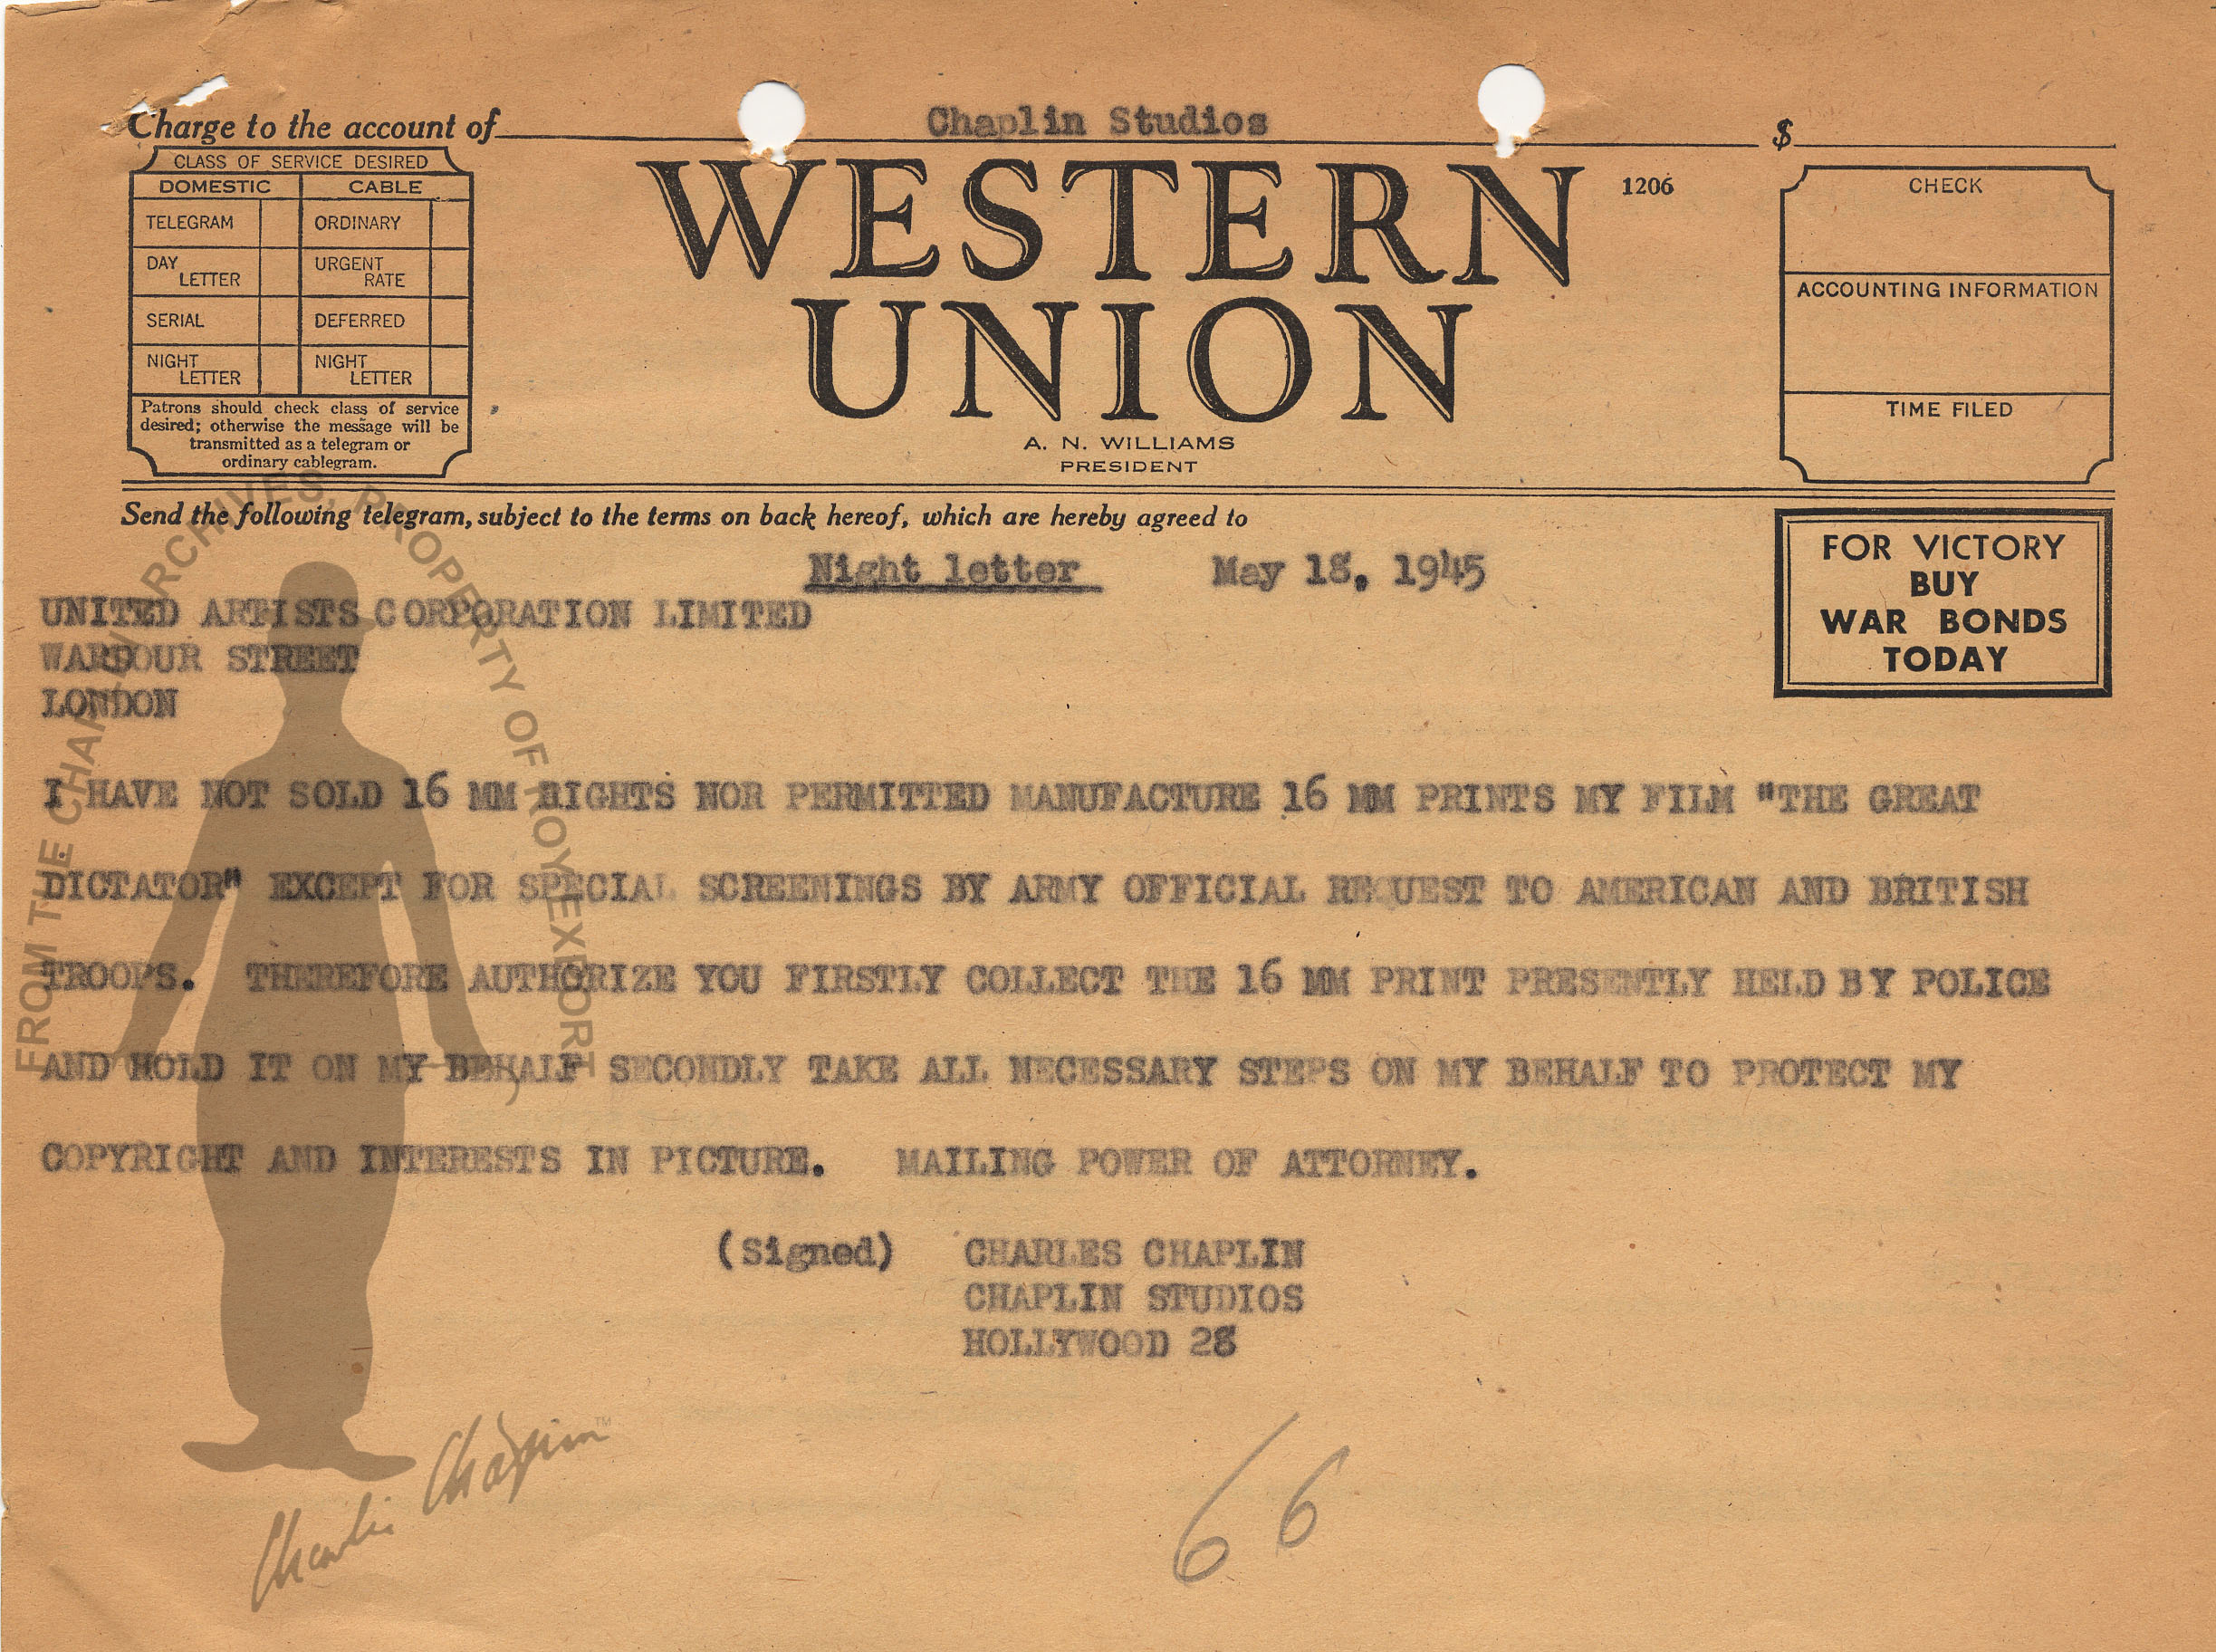 Charge to the account of Chaplin Studios $
CLASS OF SERVICE DESIRED
DOMESTIC CABLE
TELEGRAM ORDINARY
DAY LETTER URGENT RATE
SERIAL DEFERRED
NIGHT LETTER NIGHT LETTER
Patrons should check class of service
desired; otherwise the message will be
transmitted as a telegram or
ordinary cablegram.
WESTERN
UNION
1206
A. N. WILLIAMS
PRESIDENT
CHECK
ACCOUNTING INFORMATION
TIME FILED
Send the following telegram, subject to the terms on back hereof, which are hereby agreed to
FOR VICTORY
BUY
WAR BONDS
TODAY
Night letter May 18, 1945
UNITED ARTISTS CORPORATION LIMITED
WARDOUR STREET
LONDON
I HAVE NOT SOLD 16 MM RIGHTS NOR PERMITTED MANUFACTURE 16 MM PRINTS MY FILM "THE GREAT
DICTATOR" EXCEPT FOR SPECIAL SCREENINGS BY ARMY OFFICIAL REQUEST TO AMERICAN AND BRITISH
TROOPS. THEREFORE AUTHORIZE YOU FIRSTLY COLLECT THE 16 MM PRINT PRESENTLY HELD BY POLICE
AND HOLD IT ON MY BEHALF SECONDLY TAKE ALL NECESSARY STEPS ON MY BEHALF TO PROTECT MY
COPYRIGHT AND INTERESTS IN PICTURE. MAILING POWER OF ATTORNEY.
(Signed) CHARLES CHAPLIN
CHAPLIN STUDIOS
HOLLYWOOD 28
66
FROM THE CHAPLIN ARCHIVES, PROPERTY OF ROY EXPORT
Charlie Chaplin™